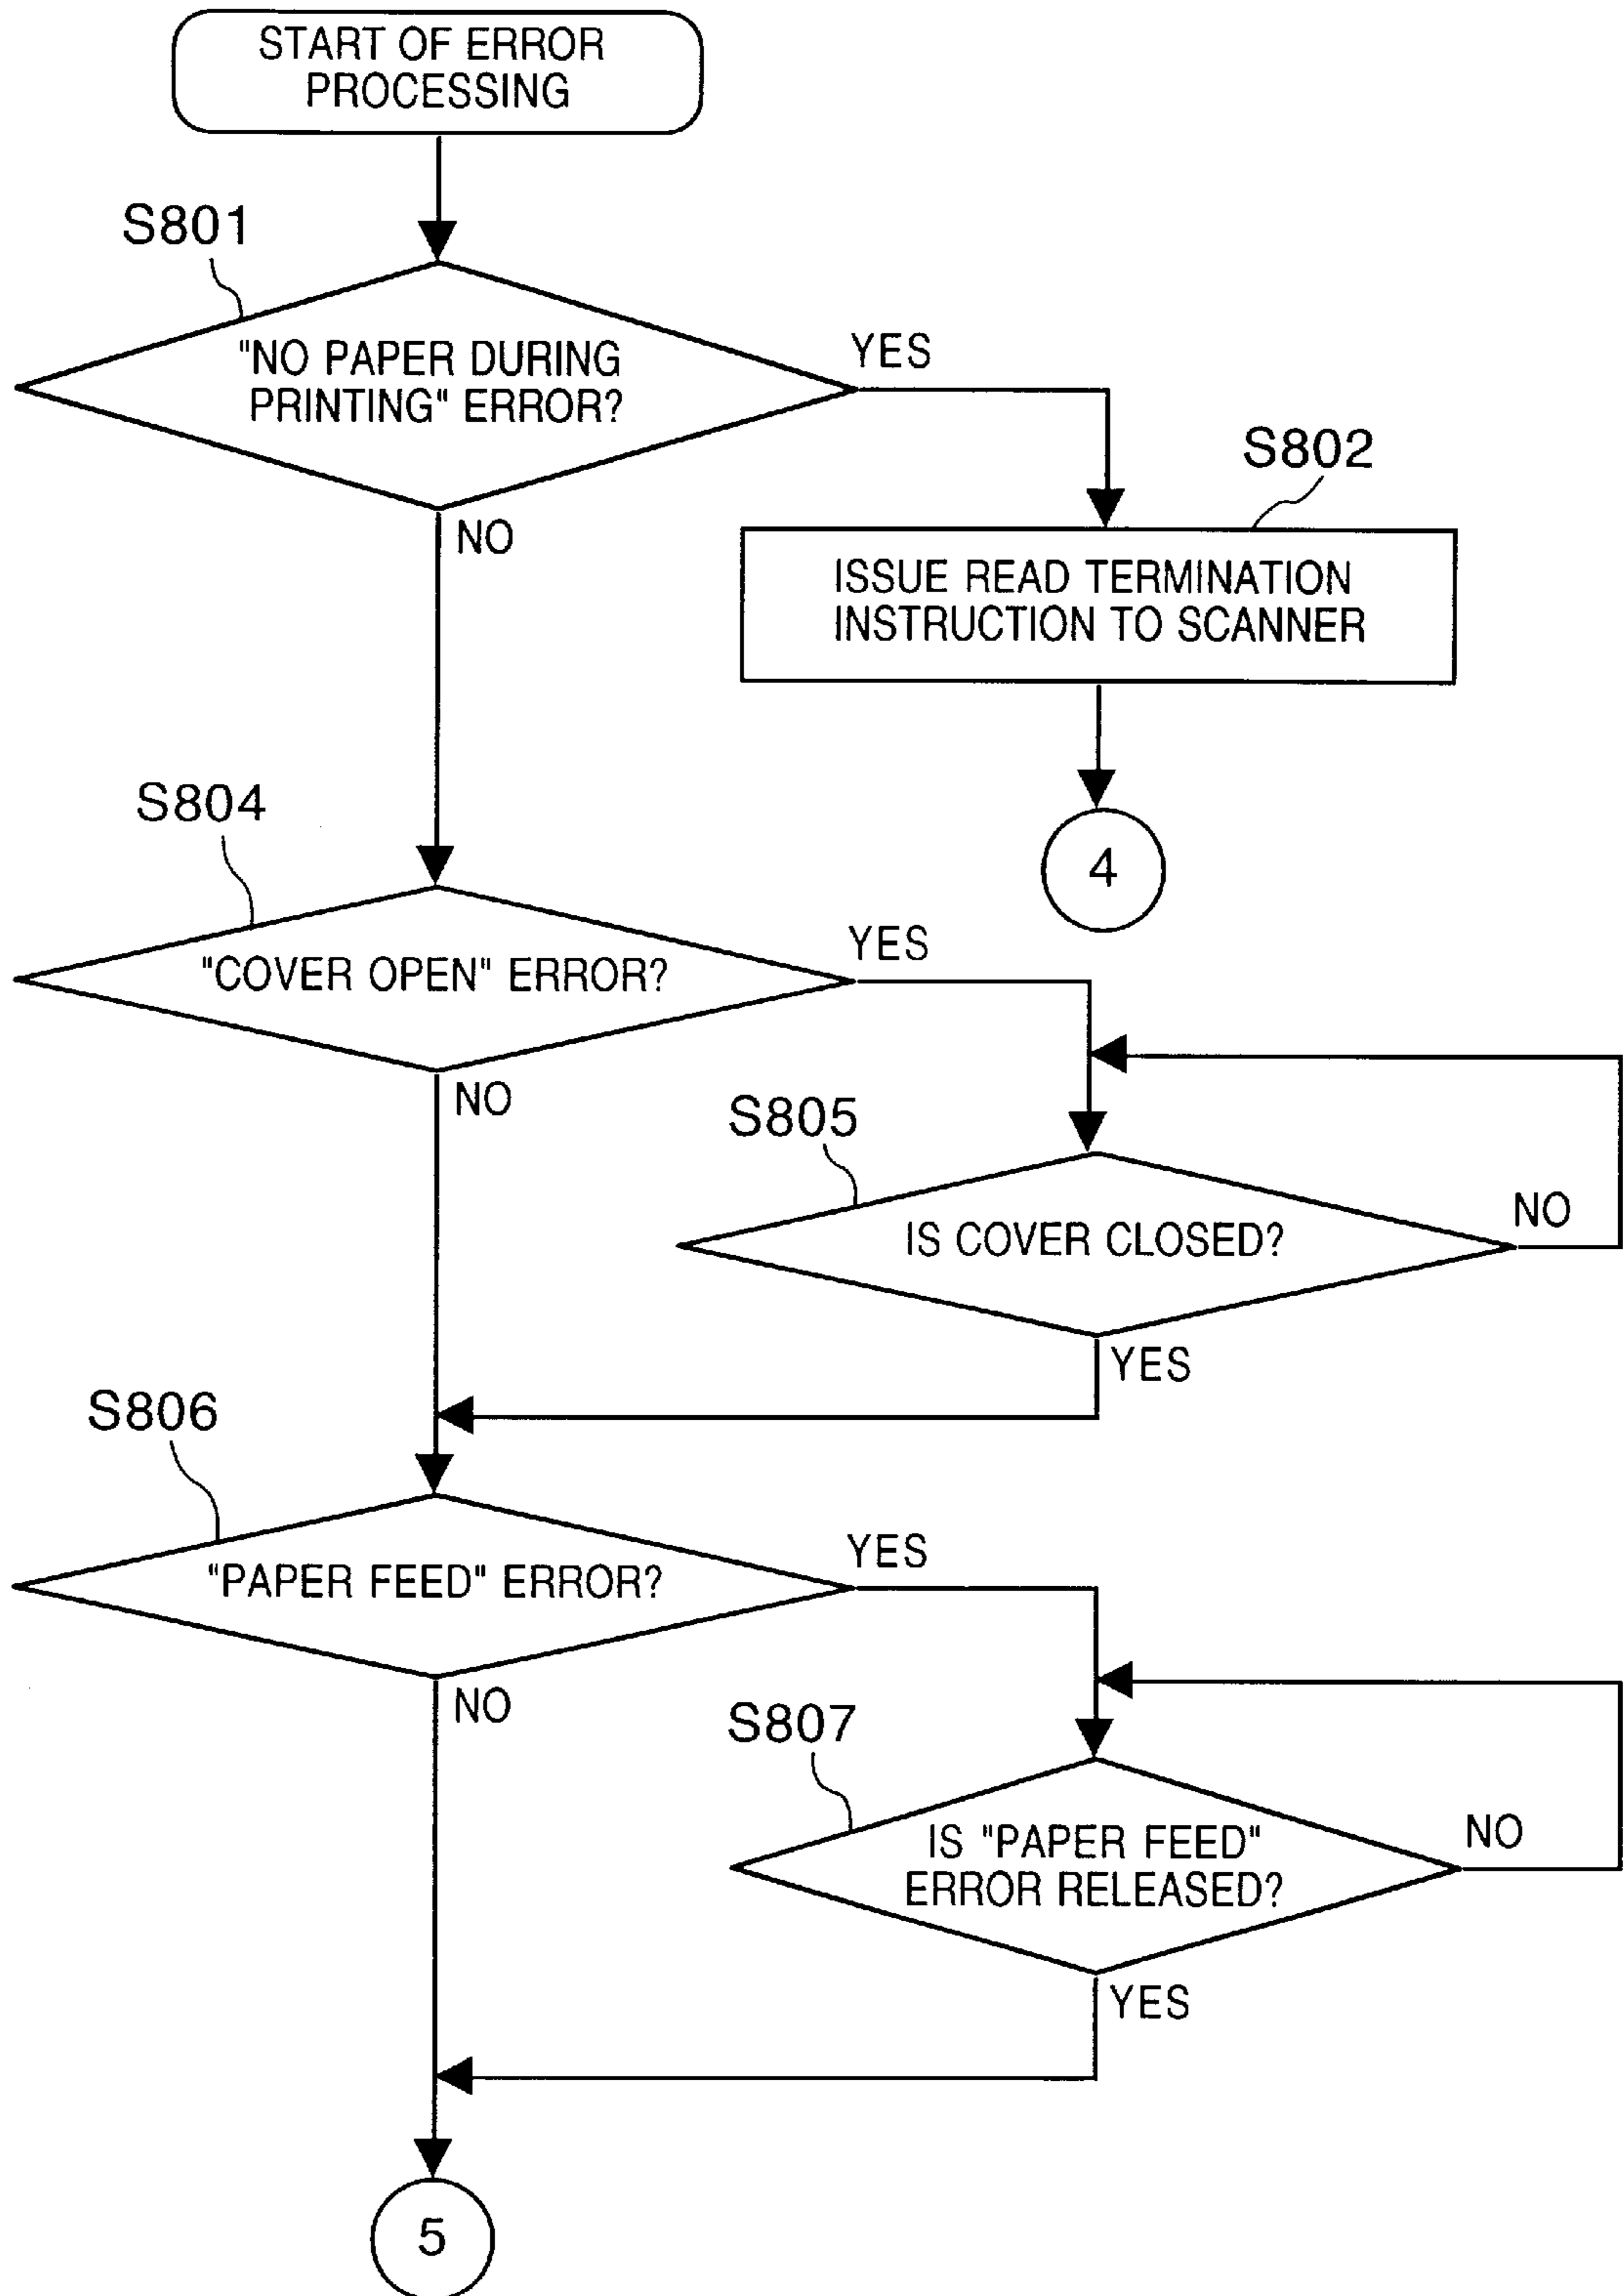 START OF ERROR
PROCESSING
S801
"NO PAPER DURING
PRINTING" ERROR?
YES
NO
S802
ISSUE READ TERMINATION
INSTRUCTION TO SCANNER
4
S804
"COVER OPEN" ERROR?
YES
NO
S805
IS COVER CLOSED?
NO
YES
S806
"PAPER FEED" ERROR?
YES
NO
S807
IS "PAPER FEED"
ERROR RELEASED?
NO
YES
5